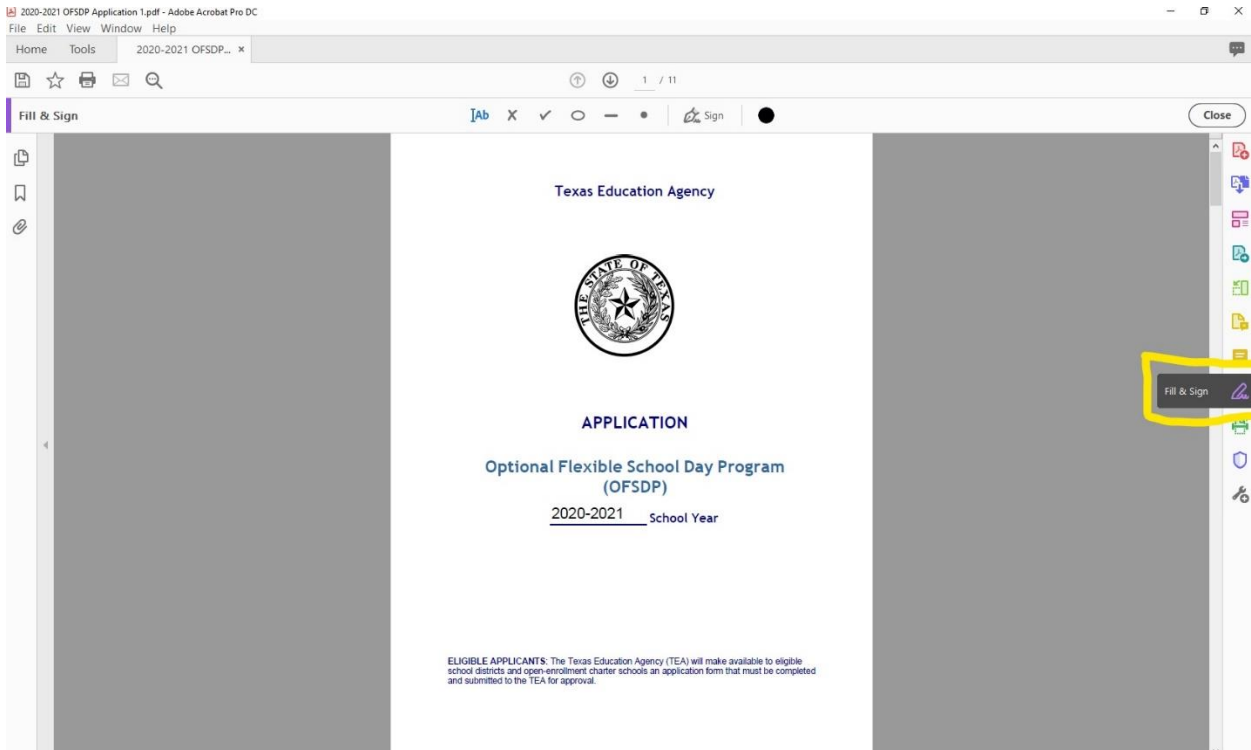 2020-2021 OFSDP Application 1.pdf - Adobe Acrobat Pro DC
File Edit View Window Help
Home Tools 2020-2021 OFSDP... ×
1 / 11
Fill & Sign
Ab
Sign
Close
Texas Education Agency
THE STATE OF TEXAS
Fill & Sign
APPLICATION
Optional Flexible School Day Program
(OFSDP)
2020-2021 School Year
ELIGIBLE APPLICANTS: The Texas Education Agency (TEA) will make available to eligible
school districts and open-enrollment charter schools an application form that must be completed
and submitted to the TEA for approval.